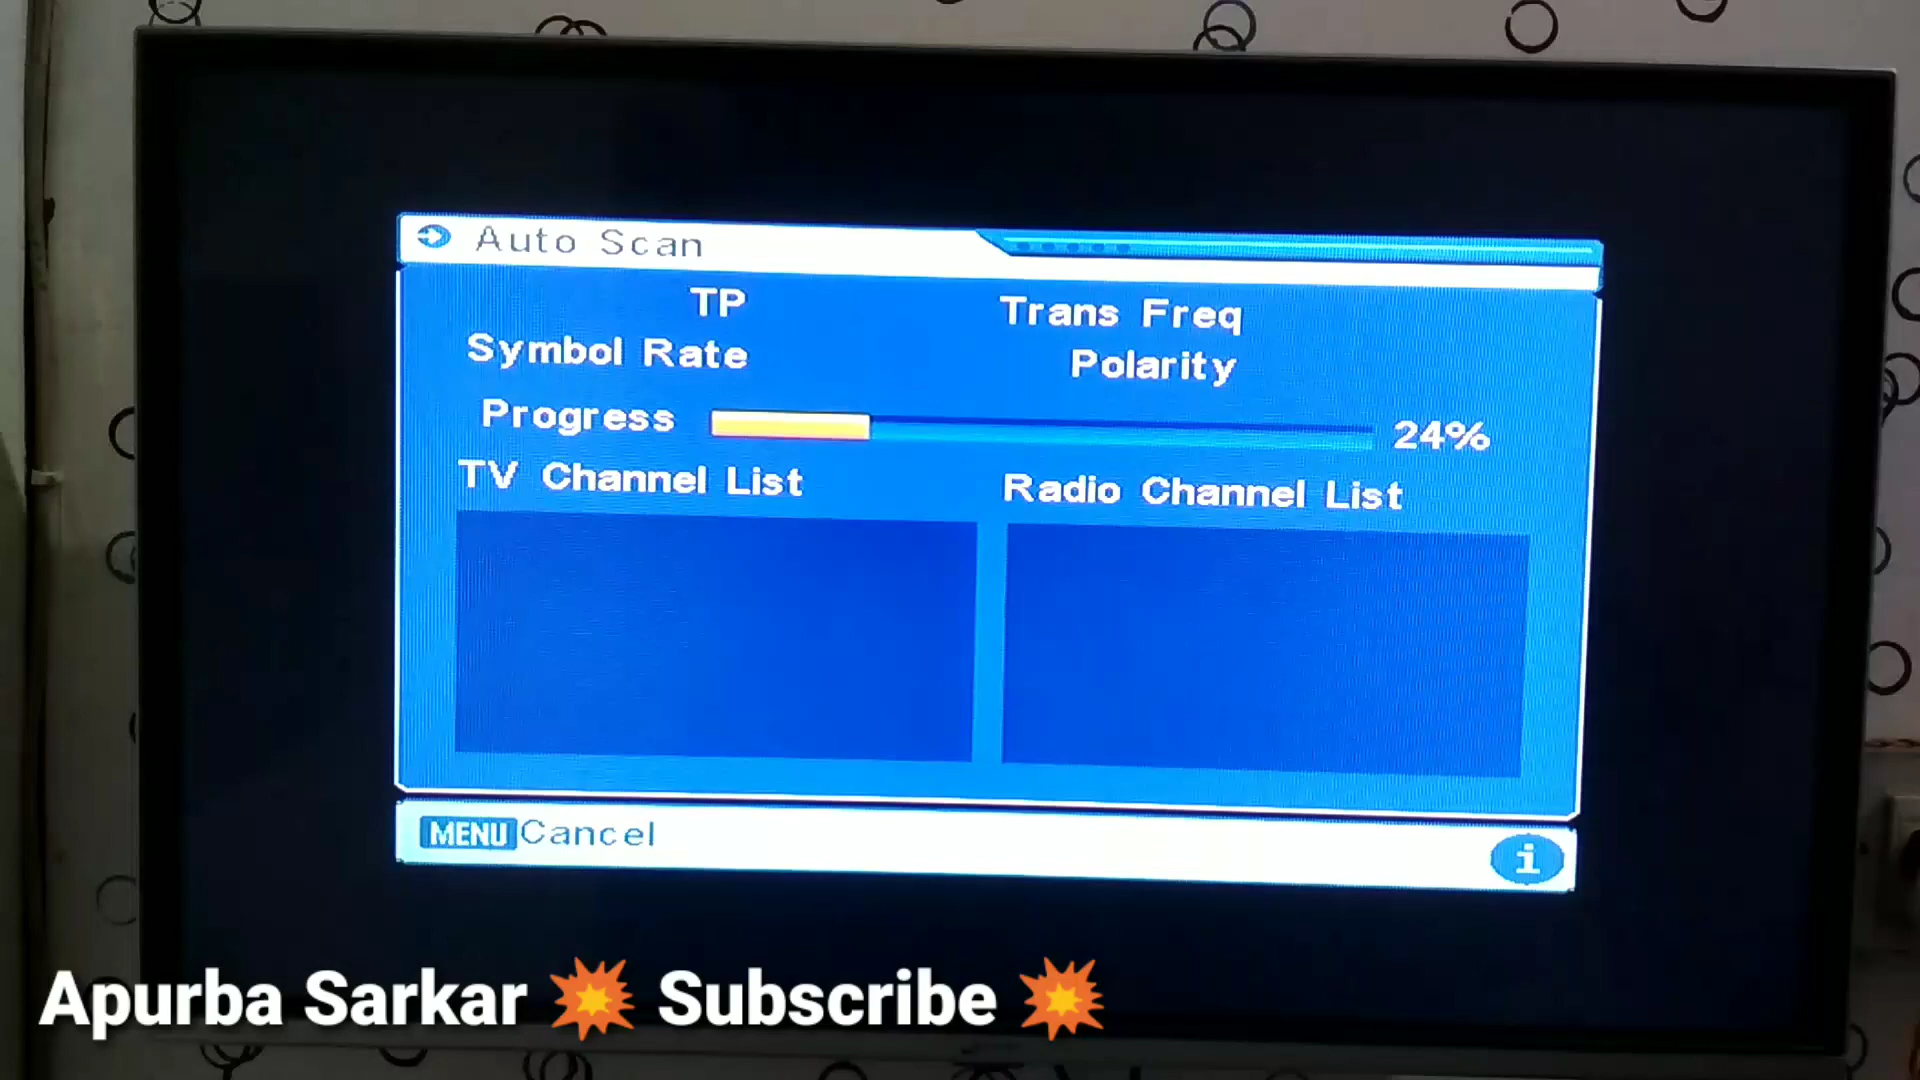 Auto Scan
TP Trans Freq
Symbol Rate Polarity
Progress 24%
TV Channel List Radio Channel List
MENU Cancel i
Apurba Sarkar 💥 Subscribe 💥